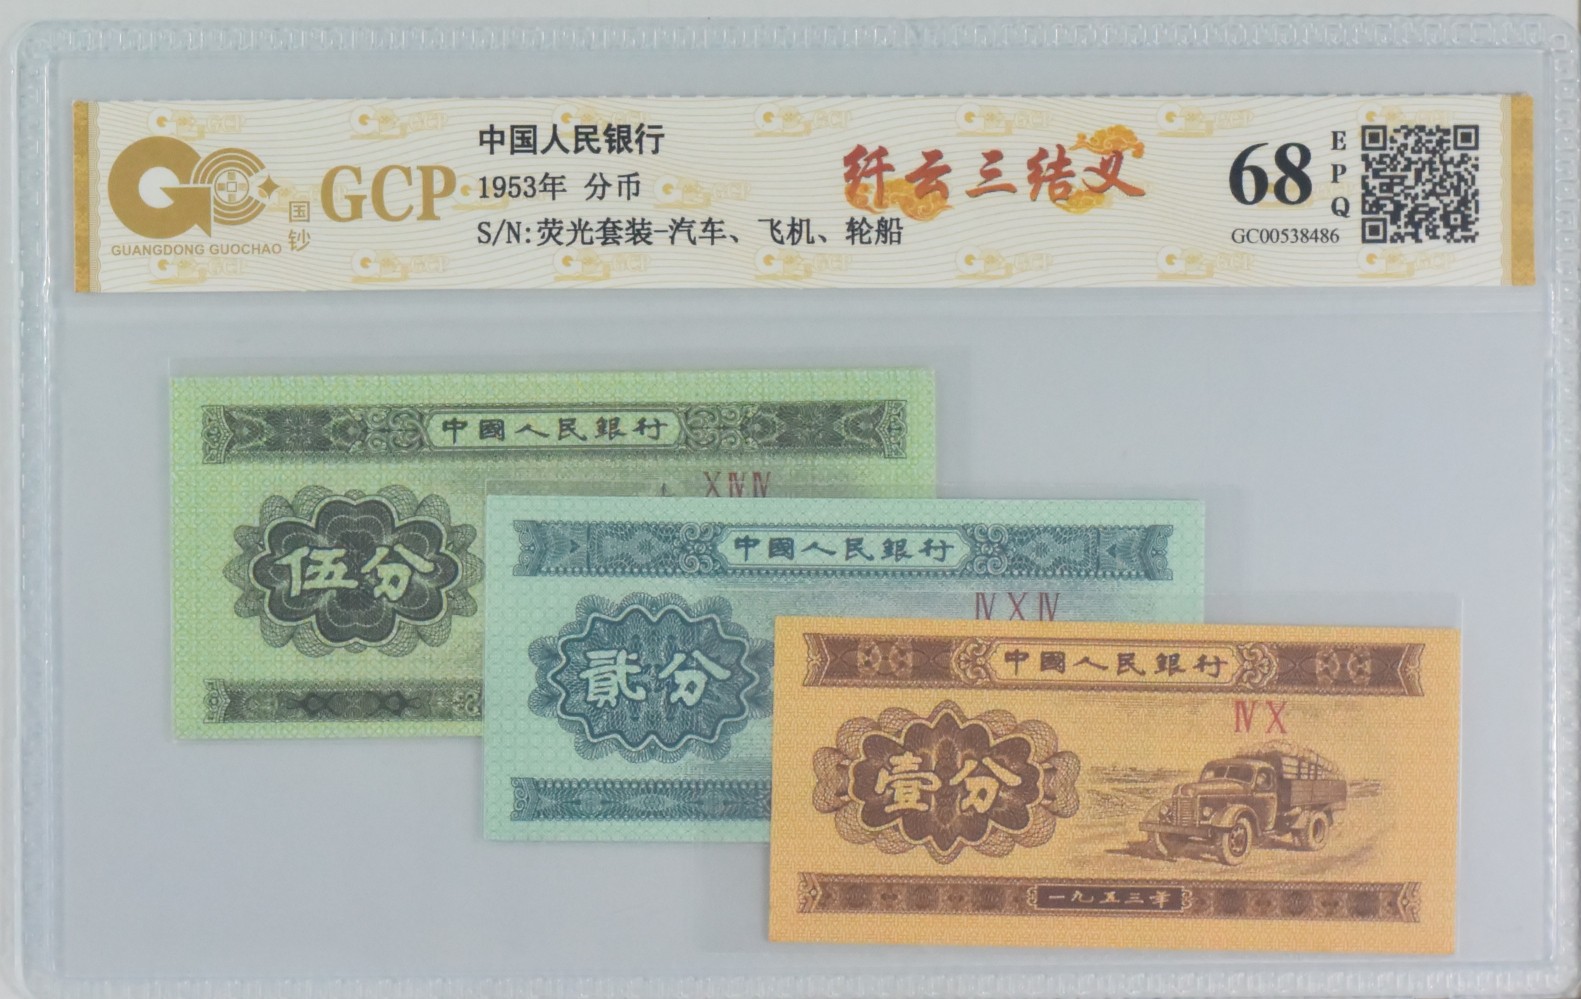 中国人民银行
1953年 分币
S/N:荧光套装-汽车、飞机、轮船
GCP
国钞
GUANGDONG GUOCHAO
纤云三结义
68
EPQ
GC00538486
中國人民銀行
XⅣⅣ
伍分
中國人民銀行
ⅣXⅣ
貳分
中國人民銀行
ⅣX
壹分
一九五三年